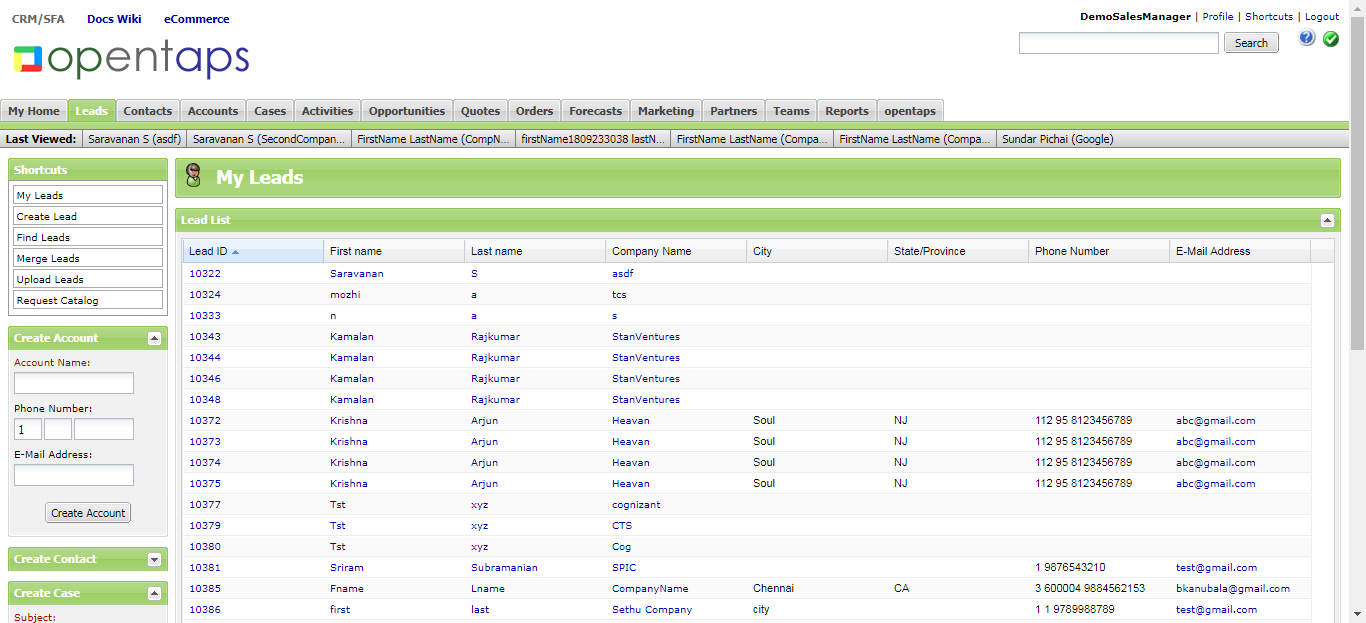 CRM/SFA Docs Wiki eCommerce
DemoSalesManager | Profile | Shortcuts | Logout
opentaps
Search
My Home Leads Contacts Accounts Cases Activities Opportunities Quotes Orders Forecasts Marketing Partners Teams Reports opentaps
Last Viewed: Saravanan S (asdf) Saravanan S (SecondCompan... FirstName LastName (CompN... firstName1809233038 lastN... FirstName LastName (Compa... FirstName LastName (Compa... Sundar Pichai (Google)
Shortcuts
My Leads
Create Lead
Find Leads
Merge Leads
Upload Leads
Request Catalog
Create Account
Account Name:
Phone Number:
1
E-Mail Address:
Create Account
Create Contact
Create Case
Subject:
My Leads
Lead List
Lead ID First name Last name Company Name City State/Province Phone Number E-Mail Address
10322 Saravanan S asdf
10324 mozhi a tcs
10333 n a s
10343 Kamalan Rajkumar StanVentures
10344 Kamalan Rajkumar StanVentures
10346 Kamalan Rajkumar StanVentures
10348 Kamalan Rajkumar StanVentures
10372 Krishna Arjun Heavan Soul NJ 112 95 8123456789 abc@gmail.com
10373 Krishna Arjun Heavan Soul NJ 112 95 8123456789 abc@gmail.com
10374 Krishna Arjun Heavan Soul NJ 112 95 8123456789 abc@gmail.com
10375 Krishna Arjun Heavan Soul NJ 112 95 8123456789 abc@gmail.com
10377 Tst xyz cognizant
10379 Tst xyz CTS
10380 Tst xyz Cog
10381 Sriram Subramanian SPIC 1 9876543210 test@gmail.com
10385 Fname Lname CompanyName Chennai CA 3 600004 9884562153 bkanubala@gmail.com
10386 first last Sethu Company city 1 1 9789988789 test@gmail.com